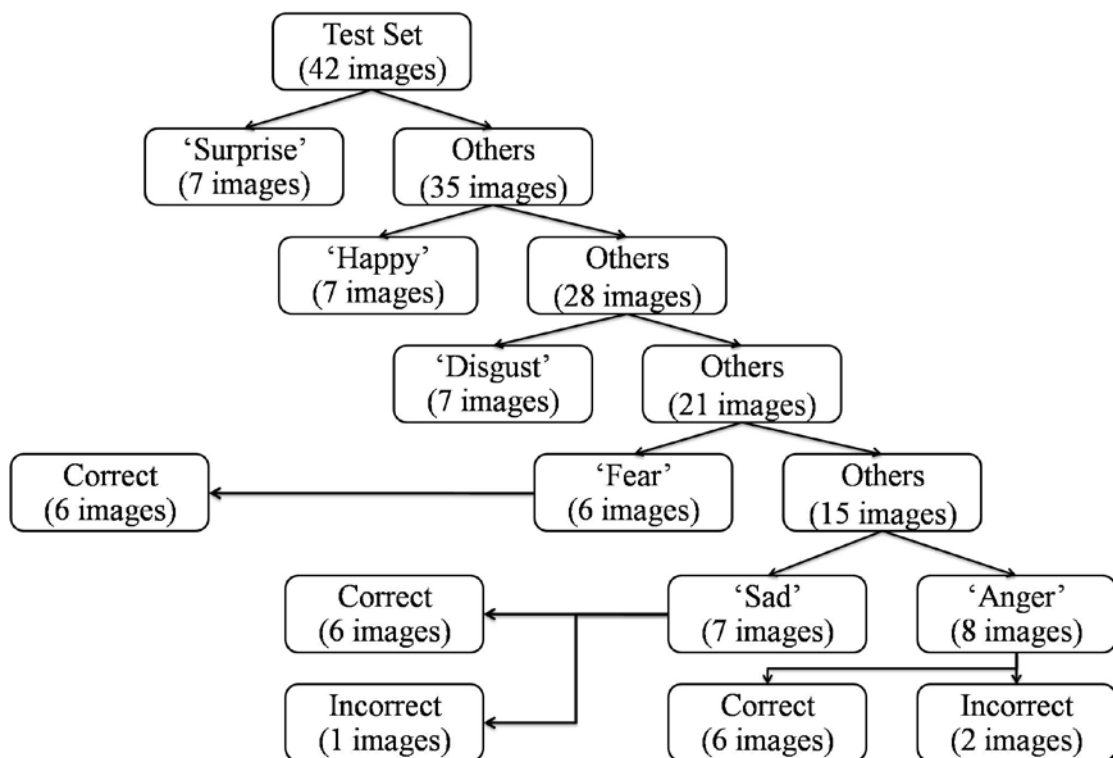 Test Set
(42 images)
‘Surprise’
(7 images)
Others
(35 images)
‘Happy’
(7 images)
Others
(28 images)
‘Disgust’
(7 images)
Others
(21 images)
Correct
(6 images)
‘Fear’
(6 images)
Others
(15 images)
Correct
(6 images)
‘Sad’
(7 images)
‘Anger’
(8 images)
Incorrect
(1 images)
Correct
(6 images)
Incorrect
(2 images)